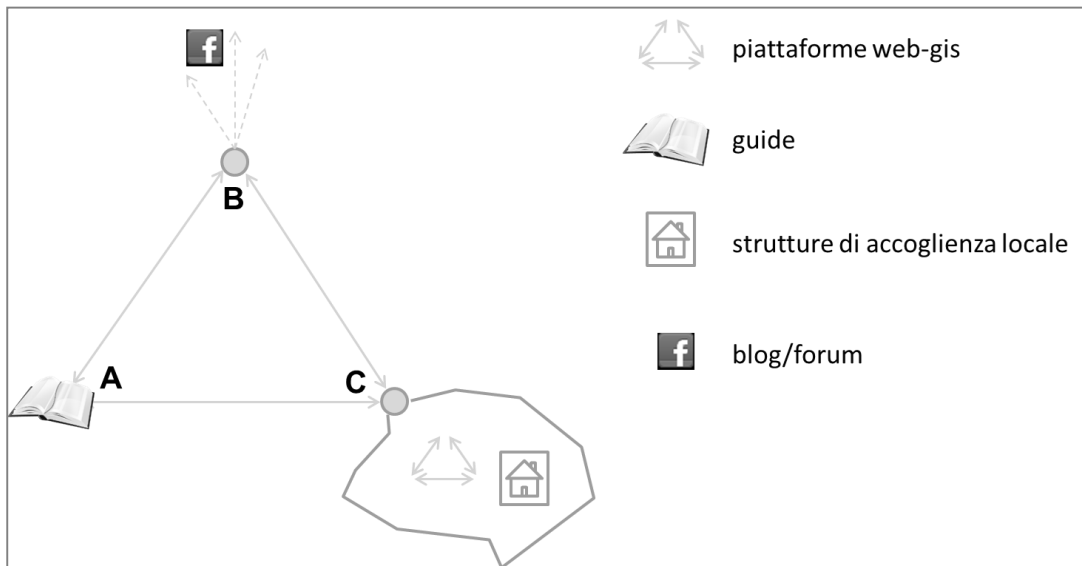 f
piattaforme web-gis
B
guide
strutture di accoglienza locale
A
C
f
blog/forum